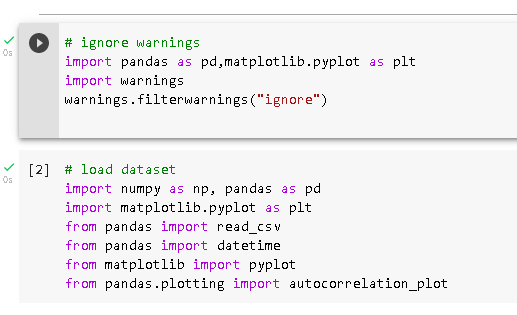 # ignore warnings
import pandas as pd,matplotlib.pyplot as plt
import warnings
warnings.filterwarnings("ignore")
0s
[2]
# load dataset
import numpy as np, pandas as pd
import matplotlib.pyplot as plt
from pandas import read_csv
from pandas import datetime
from matplotlib import pyplot
from pandas.plotting import autocorrelation_plot
0s